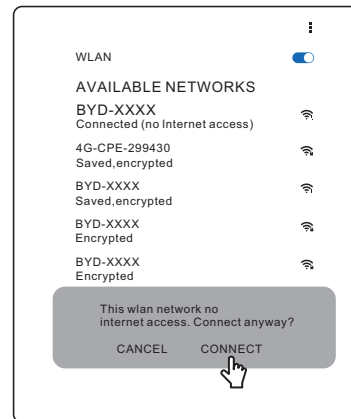 WLAN
AVAILABLE NETWORKS
BYD-XXXX
Connected (no Internet access)
4G-CPE-299430
Saved,encrypted
BYD-XXXX
Saved,encrypted
BYD-XXXX
Encrypted
BYD-XXXX
Encrypted
This wlan network no
internet access. Connect anyway?
CANCEL CONNECT